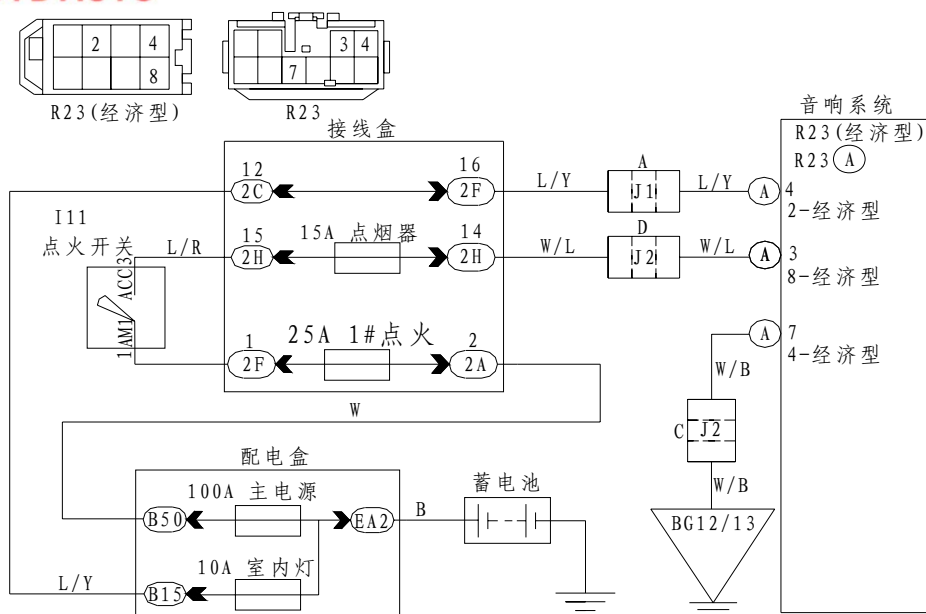 2 4
8
R23(经济型)
3 4
7
R23
接线盒
音响系统
R23(经济型)
R23 A
12
2C
16
2F
L/Y
A
J1
L/Y
A
4
2-经济型
I11
点火开关
L/R
15
2H
15A 点烟器
14
2H
W/L
D
J2
W/L
A
3
8-经济型
ACC3
1AM1
1
2F
25A 1#点火
2
2A
A
7
4-经济型
W/B
W
C
J2
W/B
配电盒
100A 主电源
B50
EA2
B
蓄电池
BG12/13
10A 室内灯
L/Y
B15